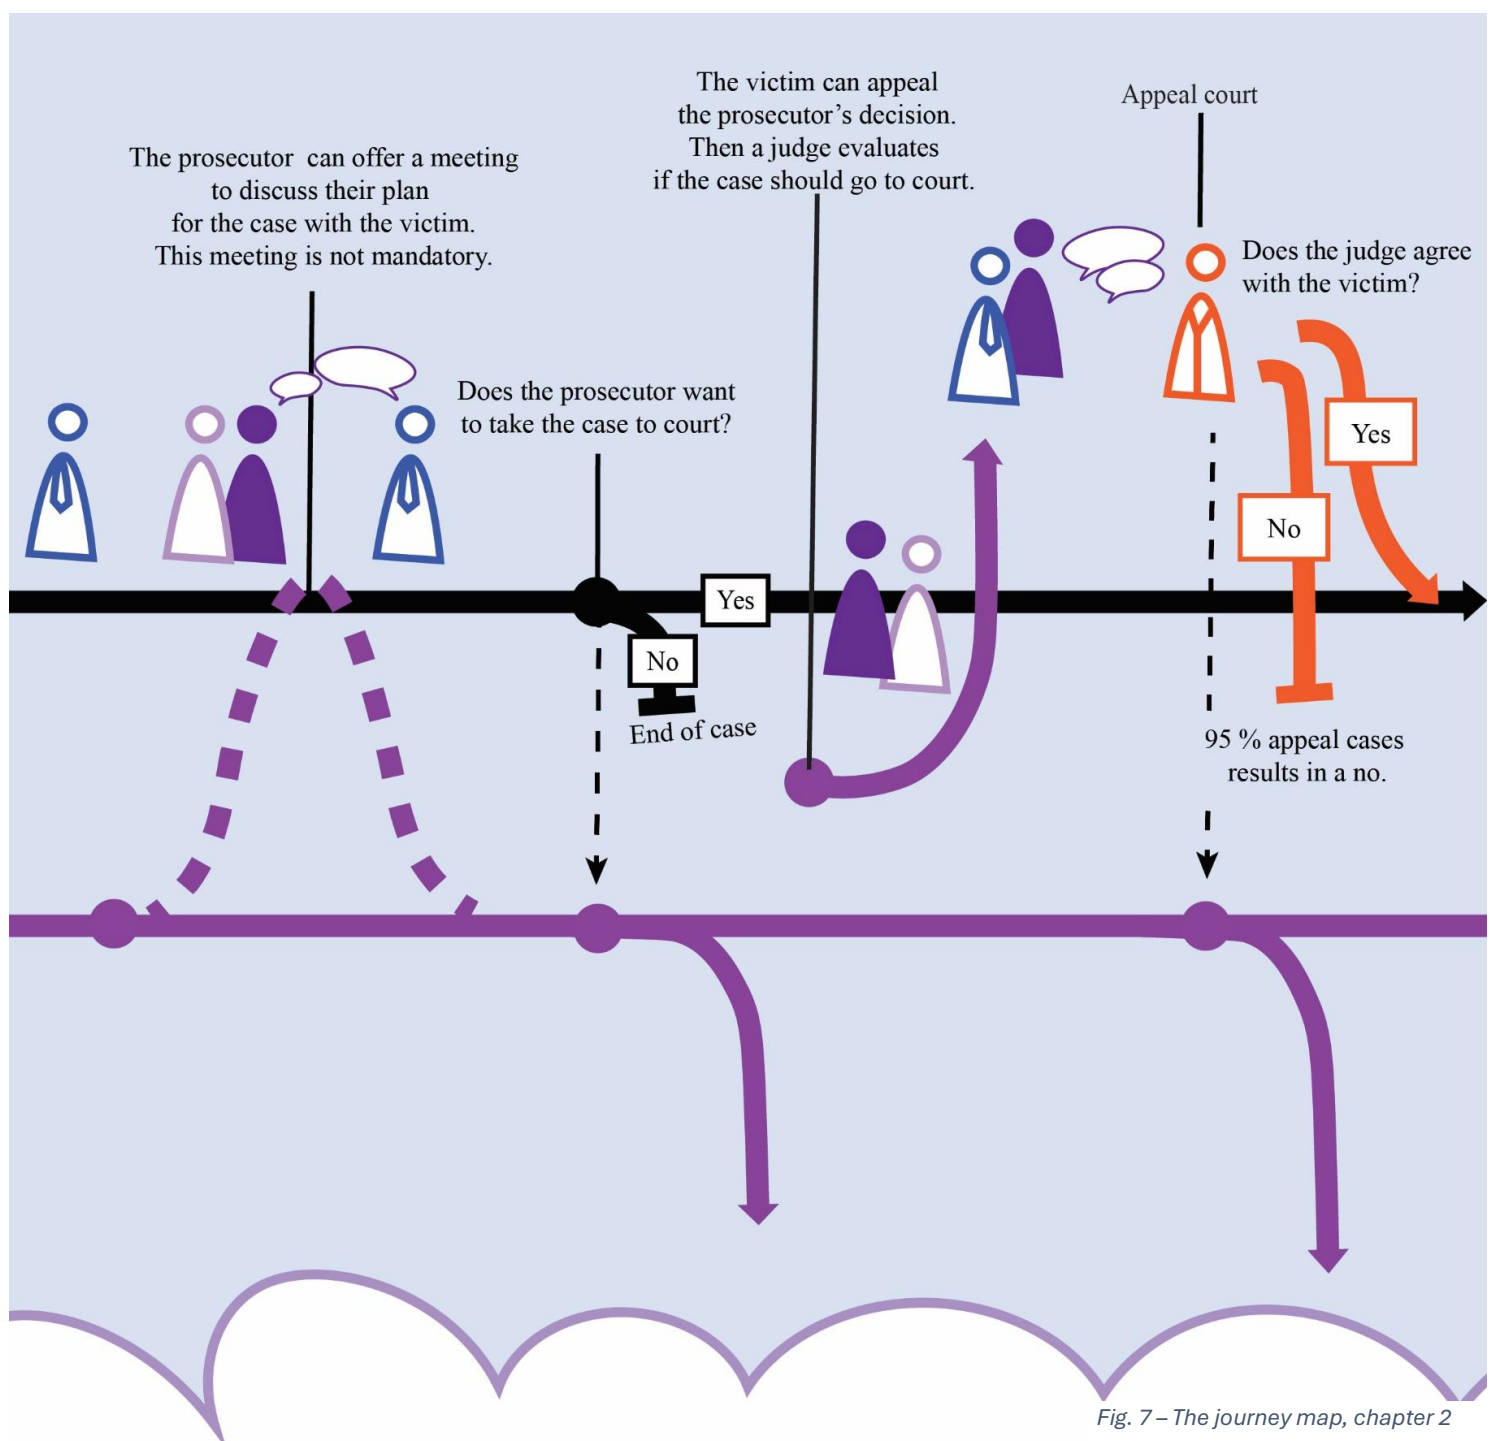 The prosecutor  can offer a meeting
to discuss their plan
for the case with the victim.
This meeting is not mandatory.
Does the prosecutor want
to take the case to court?
The victim can appeal
the prosecutor’s decision.
Then a judge evaluates
if the case should go to court.
Appeal court
Does the judge agree
with the victim?
Yes
No
Yes
No
End of case
95 % appeal cases
results in a no.
Fig. 7 – The journey map, chapter 2